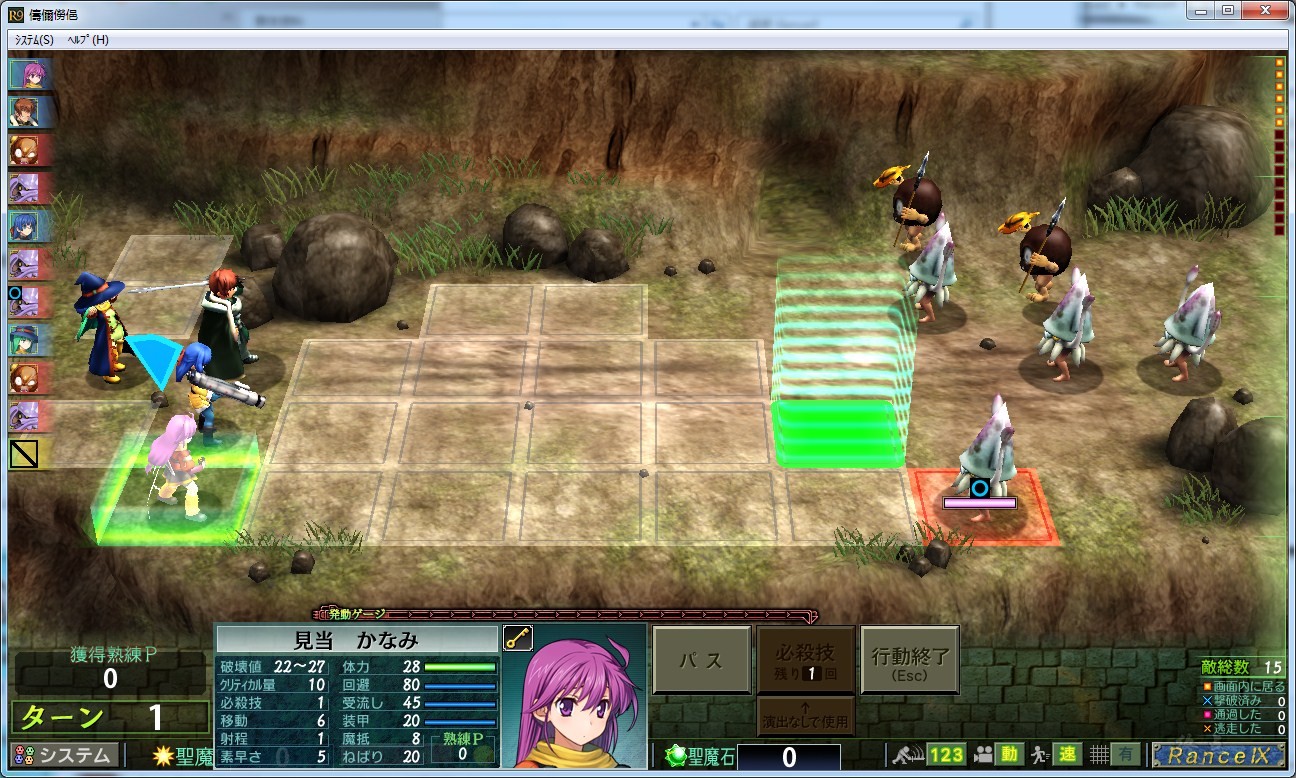 R9 儔儞僗俋
ｼｽﾃﾑ(S) ﾍﾙﾌﾟ(H)
発動ゲージ
獲得熟練P
0
ターン 1
システム
聖魔
見当 かなみ
破壊値 22～27 体力 28
ｸﾘﾃｨｶﾙ量 10 回避 80
必殺技 1 受流し 45
移動 6 装甲 20
射程 1 魔抵 8
素早さ 5 ねばり 20
熟練P
0
パス
必殺技
残り 1 回
行動終了
(Esc)
↑
演出なしで使用
聖魔石 0
敵総数 15
画面内に居る
撃破済み 0
通過した 0
逃走した 0
123 動 速 有
Rance IX